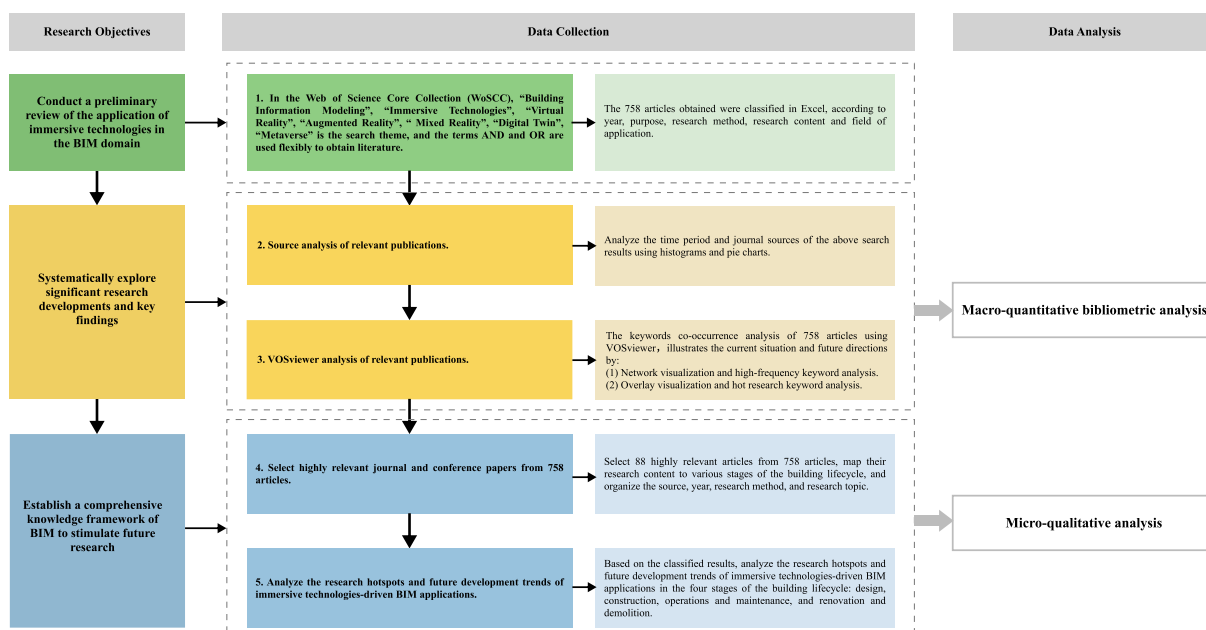 Research Objectives
Data Collection
Data Analysis
Conduct a preliminary
review of the application of
immersive technologies in
the BIM domain
1. In the Web of Science Core Collection (WoSCC), “Building
Information Modeling”, “Immersive Technologies”, “Virtual
Reality”, “Augmented Reality”, “ Mixed Reality”, “Digital Twin”,
“Metaverse” is the search theme, and the terms AND and OR are
used flexibly to obtain literature.
The 758 articles obtained were classified in Excel, according to
year, purpose, research method, research content and field of
application.
Systematically explore
significant research
developments and key
findings
2. Source analysis of relevant publications.
Analyze the time period and journal sources of the above search
results using histograms and pie charts.
3. VOSviewer analysis of relevant publications.
The keywords co-occurrence analysis of 758 articles using
VOSviewer，illustrates the current situation and future directions
by:
(1) Network visualization and high-frequency keyword analysis.
(2) Overlay visualization and hot research keyword analysis.
Macro-quantitative bibliometric analysis
Establish a comprehensive
knowledge framework of
BIM to stimulate future
research
4. Select highly relevant journal and conference papers from 758
articles.
Select 88 highly relevant articles from 758 articles, map their
research content to various stages of the building lifecycle, and
organize the source, year, research method, and research topic.
5. Analyze the research hotspots and future development trends of
immersive technologies-driven BIM applications.
Based on the classified results, analyze the research hotspots and
future development trends of immersive technologies-driven BIM
applications in the four stages of the building lifecycle: design,
construction, operations and maintenance, and renovation and
demolition.
Micro-qualitative analysis